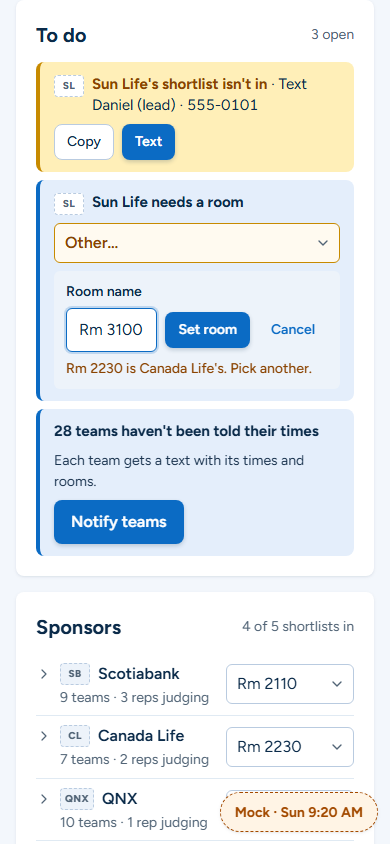 To do 3 open
SL Sun Life's shortlist isn't in · Text
Daniel (lead) · 555-0101
Copy Text
SL Sun Life needs a room
Other...
Room name
Rm 3100 Set room Cancel
Rm 2230 is Canada Life's. Pick another.
28 teams haven't been told their times
Each team gets a text with its times and
rooms.
Notify teams
Sponsors 4 of 5 shortlists in
SB Scotiabank Rm 2110
9 teams · 3 reps judging
CL Canada Life Rm 2230
7 teams · 2 reps judging
QNX QNX
10 teams · 1 rep judging
Mock · Sun 9:20 AM